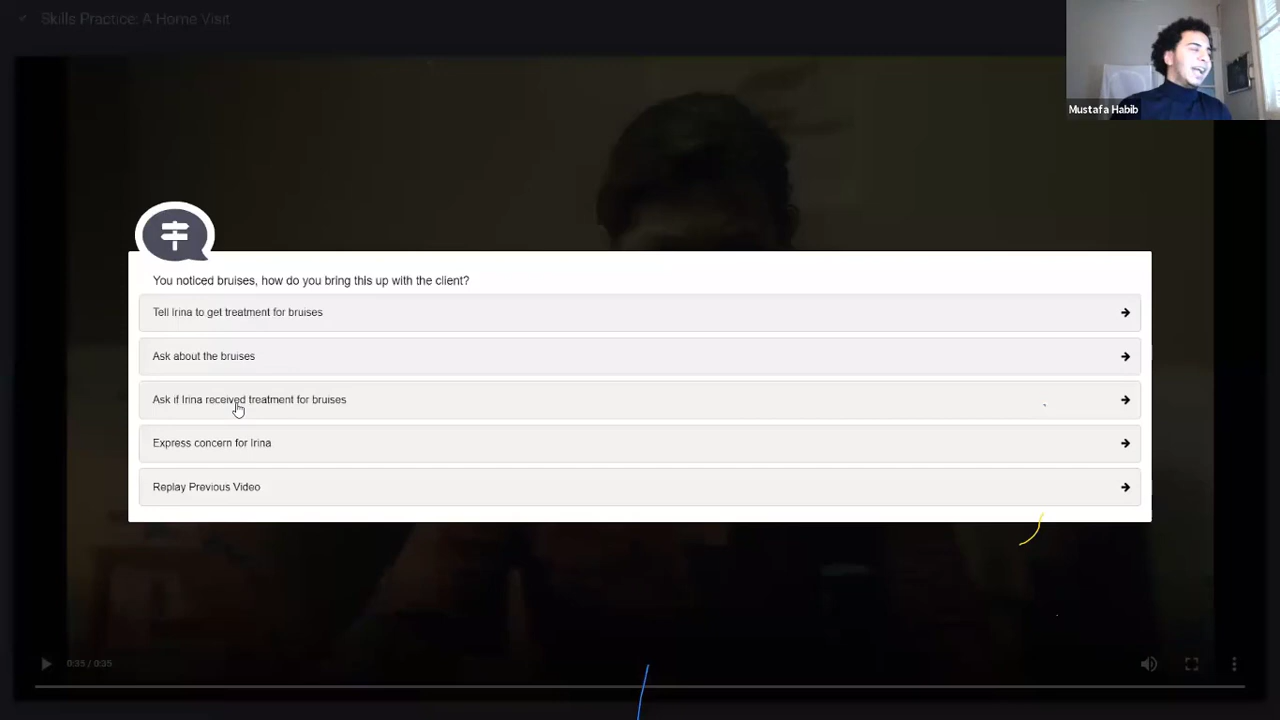 ✓ Skills Practice: A Home Visit
Mustafa Habib
You noticed bruises, how do you bring this up with the client?
Tell Irina to get treatment for bruises
Ask about the bruises
Ask if Irina received treatment for bruises
Express concern for Irina
Replay Previous Video
0:35 / 0:35